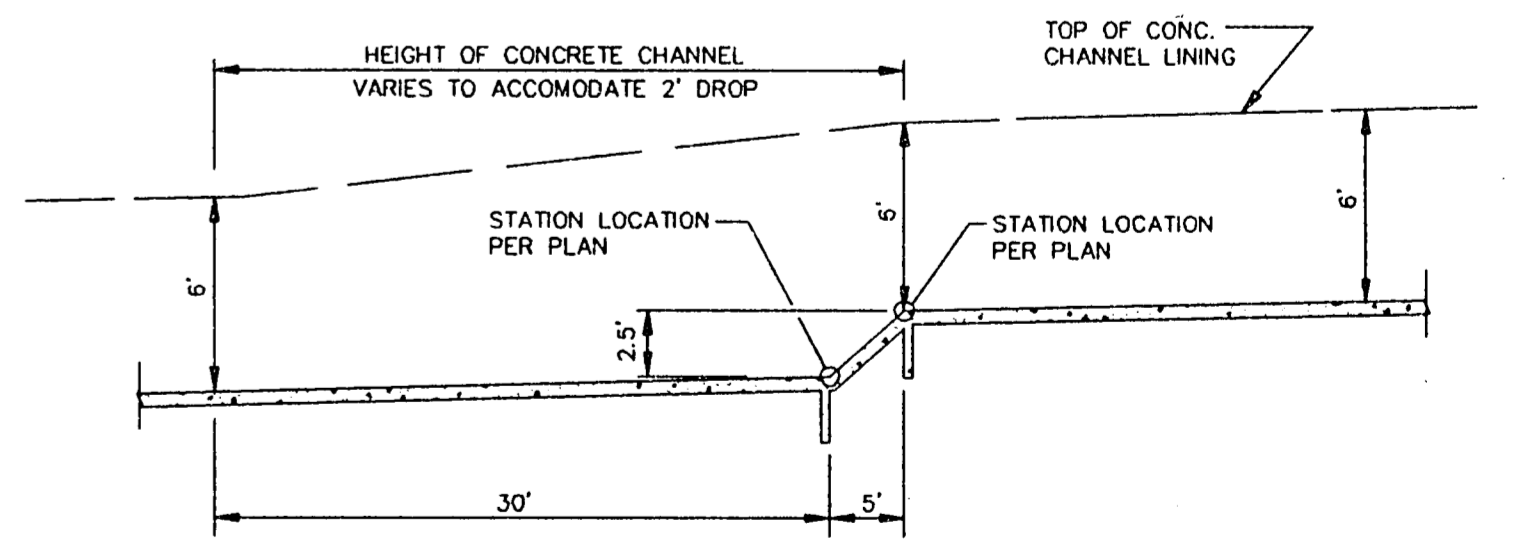 HEIGHT OF CONCRETE CHANNEL
VARIES TO ACCOMODATE 2' DROP
TOP OF CONC.
CHANNEL LINING
STATION LOCATION
PER PLAN
STATION LOCATION
PER PLAN
6'
6'
2.5'
30'
5'